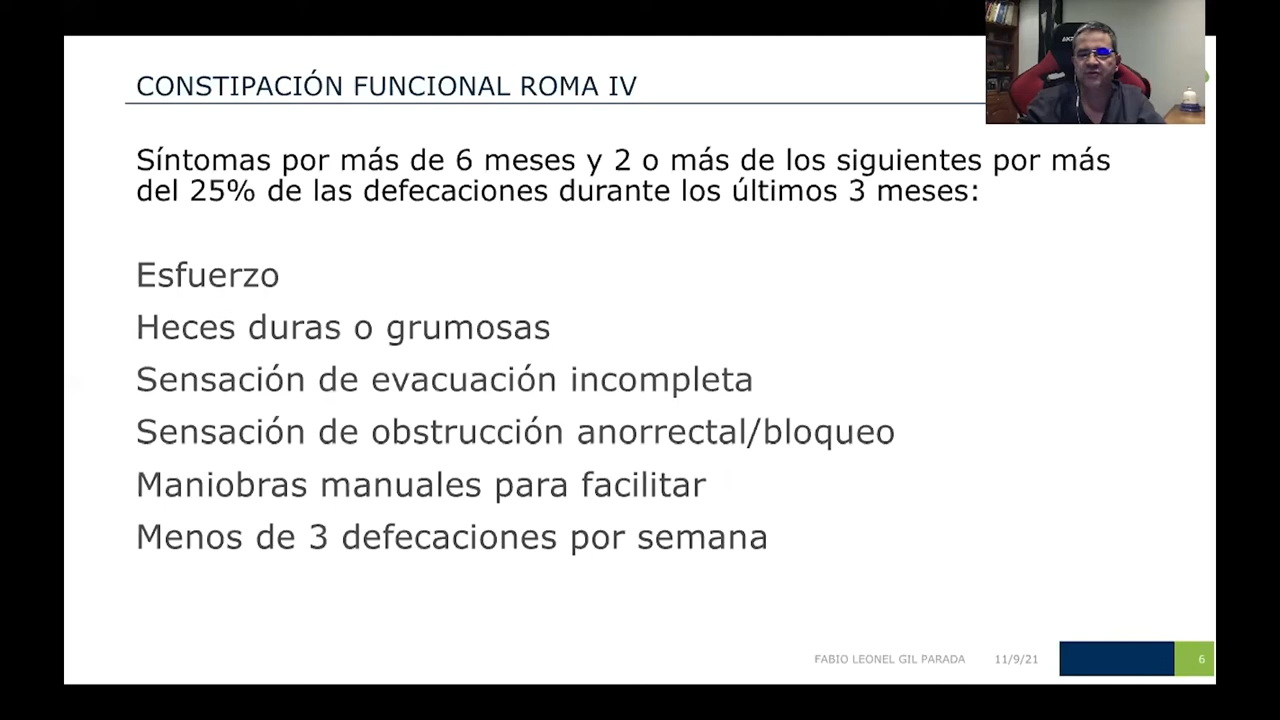 CONSTIPACIÓN FUNCIONAL ROMA IV
Síntomas por más de 6 meses y 2 o más de los siguientes por más
del 25% de las defecaciones durante los últimos 3 meses:
Esfuerzo
Heces duras o grumosas
Sensación de evacuación incompleta
Sensación de obstrucción anorrectal/bloqueo
Maniobras manuales para facilitar
Menos de 3 defecaciones por semana
FABIO LEONEL GIL PARADA 11/9/21 6